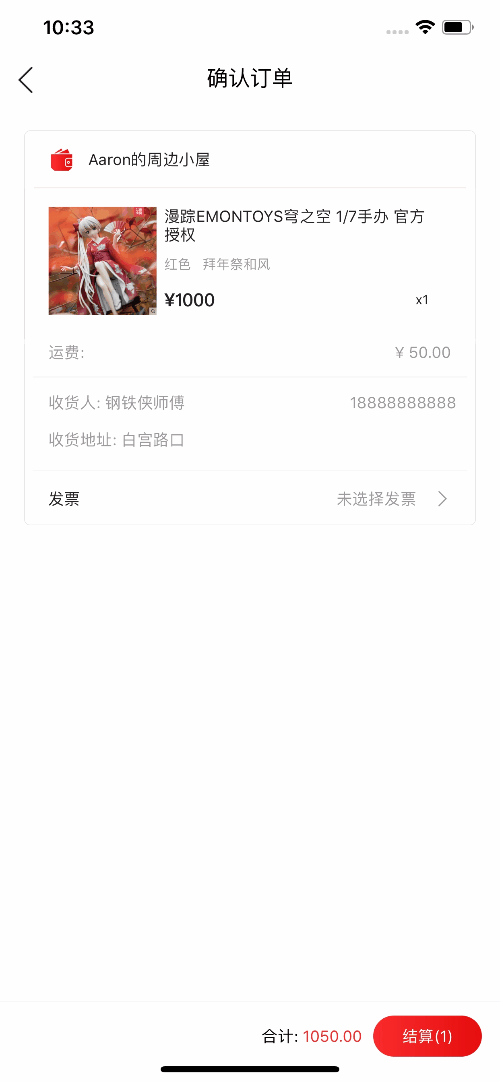 10:33
确认订单
Aaron的周边小屋
漫踪EMONTOYS穹之空 1/7手办 官方
授权
红色 拜年祭和风
¥1000 x1
运费: ¥ 50.00
收货人: 钢铁侠师傅 18888888888
收货地址: 白宫路口
发票 未选择发票
合计: 1050.00 结算(1)